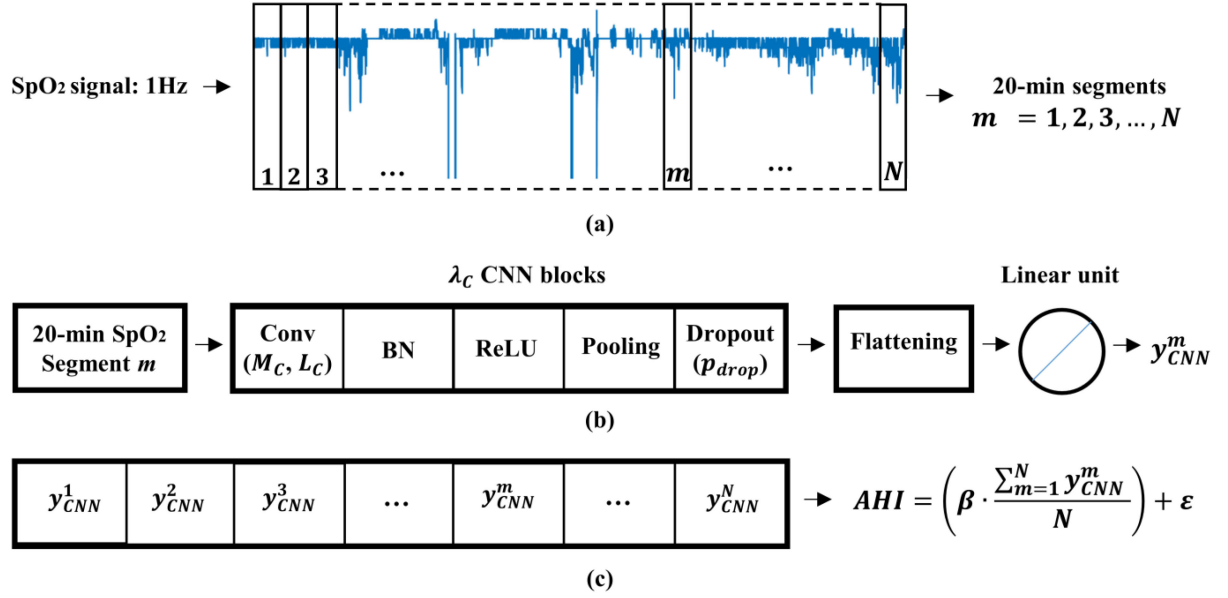 SpO₂ signal: 1Hz
1 2 3 ... m ... N
20-min segments
m = 1, 2, 3, ..., N
(a)
λ_C CNN blocks
Linear unit
20-min SpO₂
Segment m
Conv
(M_C, L_C)
BN
ReLU
Pooling
Dropout
(p_drop)
Flattening
y^m_CNN
(b)
y^1_CNN y^2_CNN y^3_CNN ... y^m_CNN ... y^N_CNN
AHI = (β · ∑^N_m=1 y^m_CNN / N) + ε
(c)